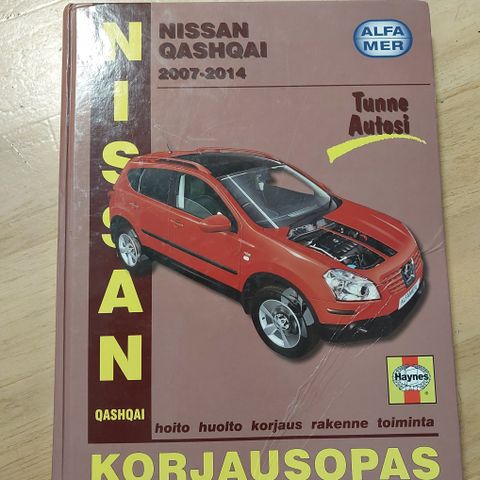 NISSAN
NISSAN
QASHQAI
2007-2014
ALFA
MER
Tunne
Autosi
Haynes
QASHQAI
hoito huolto korjaus rakenne toiminta
KORJAUSOPAS